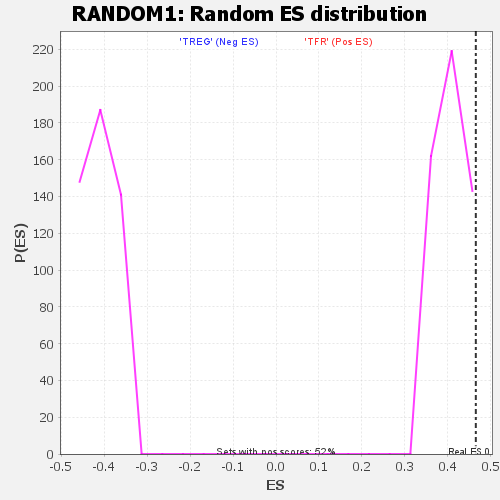 RANDOM1: Random ES distribution
'TREG' (Neg ES) 'TFR' (Pos ES)
220
200
180
160
140
120
100
80
60
40
20
0
P(ES)
Sets with pos scores: 52%
Real ES 0
-0.5 -0.4 -0.3 -0.2 -0.1 0.0 0.1 0.2 0.3 0.4 0.5
ES